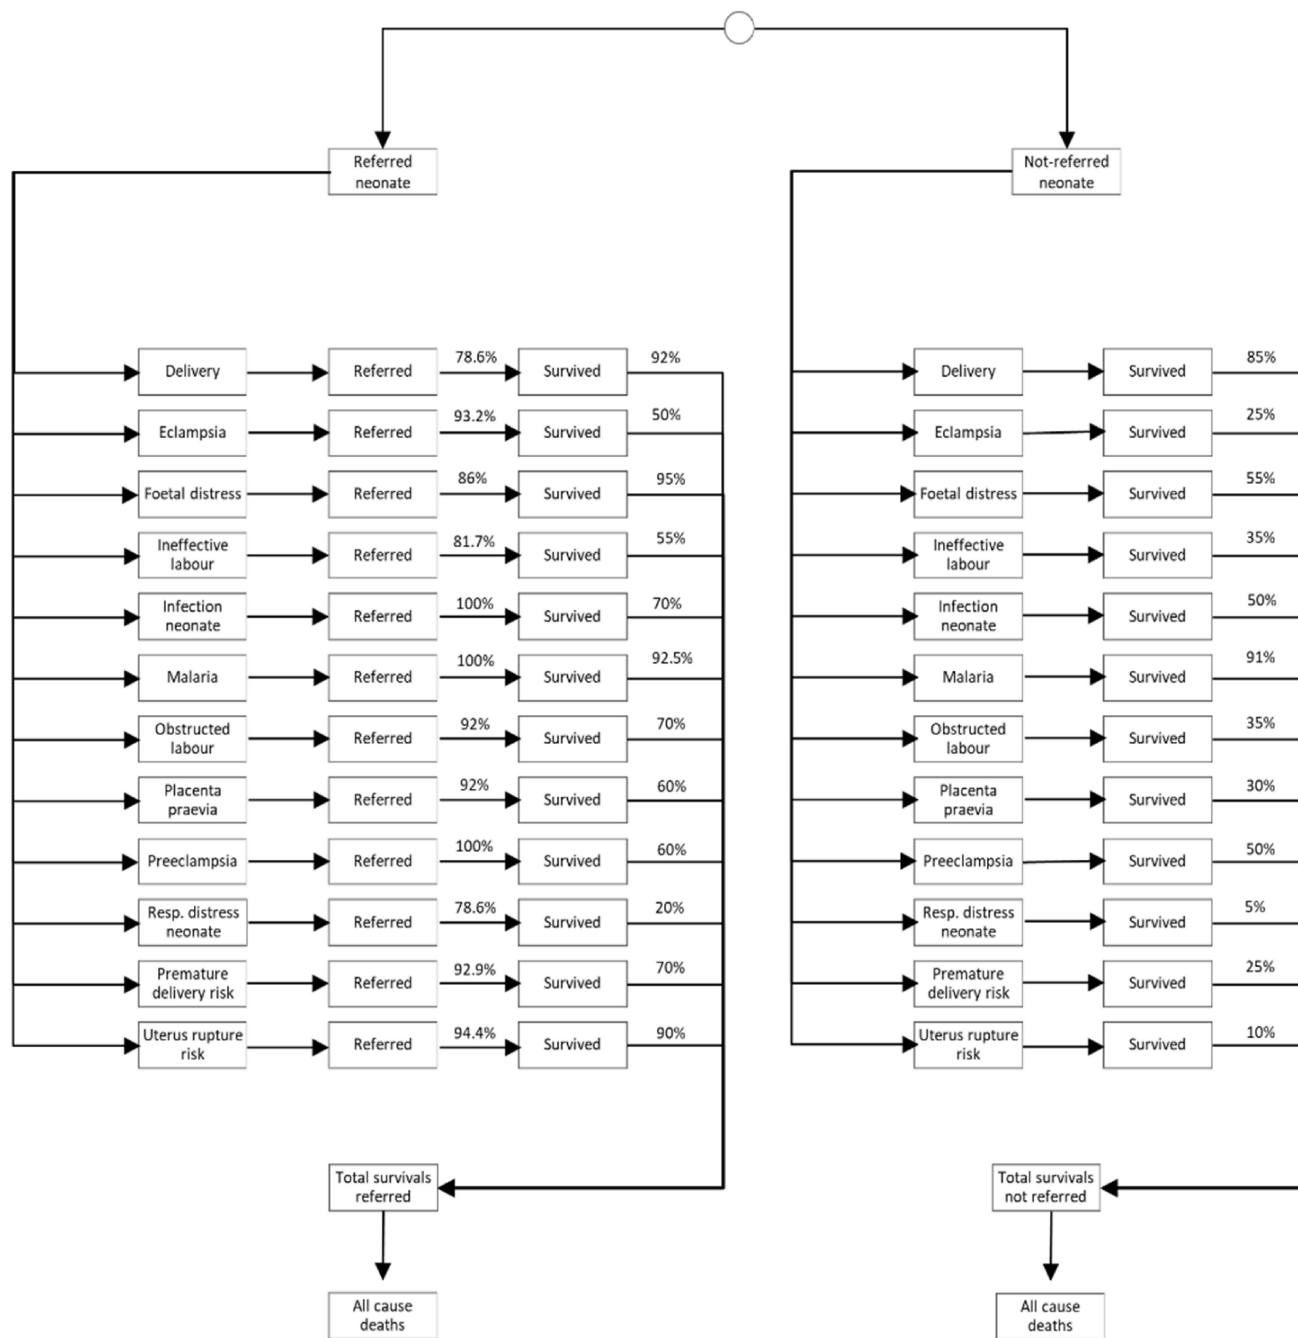 Referred
neonate
Not-referred
neonate
Delivery
Referred
78.6%
Survived
92%
Delivery
Survived
85%
Eclampsia
Referred
93.2%
Survived
50%
Eclampsia
Survived
25%
Foetal distress
Referred
86%
Survived
95%
Foetal distress
Survived
55%
Ineffective
labour
Referred
81.7%
Survived
55%
Ineffective
labour
Survived
35%
Infection
neonate
Referred
100%
Survived
70%
Infection
neonate
Survived
50%
Malaria
Referred
100%
Survived
92.5%
Malaria
Survived
91%
Obstructed
labour
Referred
92%
Survived
70%
Obstructed
labour
Survived
35%
Placenta
praevia
Referred
92%
Survived
60%
Placenta
praevia
Survived
30%
Preeclampsia
Referred
100%
Survived
60%
Preeclampsia
Survived
50%
Resp. distress
neonate
Referred
78.6%
Survived
20%
Resp. distress
neonate
Survived
5%
Premature
delivery risk
Referred
92.9%
Survived
70%
Premature
delivery risk
Survived
25%
Uterus rupture
risk
Referred
94.4%
Survived
90%
Uterus rupture
risk
Survived
10%
Total survivals
referred
Total survivals
not referred
All cause
deaths
All cause
deaths